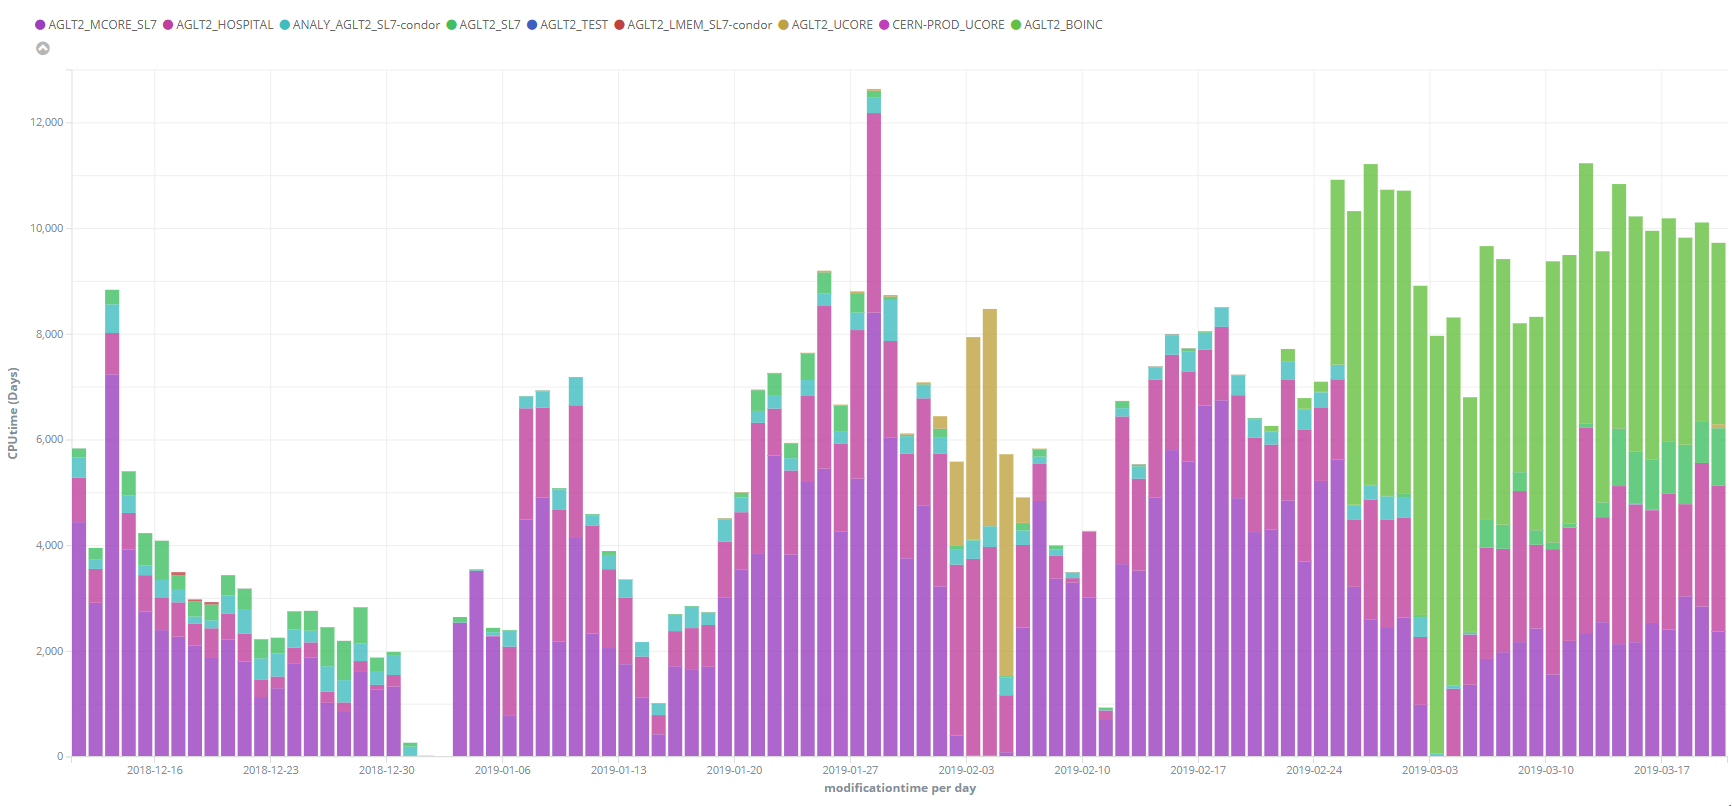 AGLT2_MCORE_SL7 AGLT2_HOSPITAL ANALY_AGLT2_SL7-condor AGLT2_SL7 AGLT2_TEST AGLT2_LMEM_SL7-condor AGLT2_UCORE CERN-PROD_UCORE AGLT2_BOINC
12,000
10,000
8,000
6,000
4,000
2,000
0
CPUtime (Days)
2018-12-16 2018-12-23 2018-12-30 2019-01-06 2019-01-13 2019-01-20 2019-01-27 2019-02-03 2019-02-10 2019-02-17 2019-02-24 2019-03-03 2019-03-10 2019-03-17
modificationtime per day